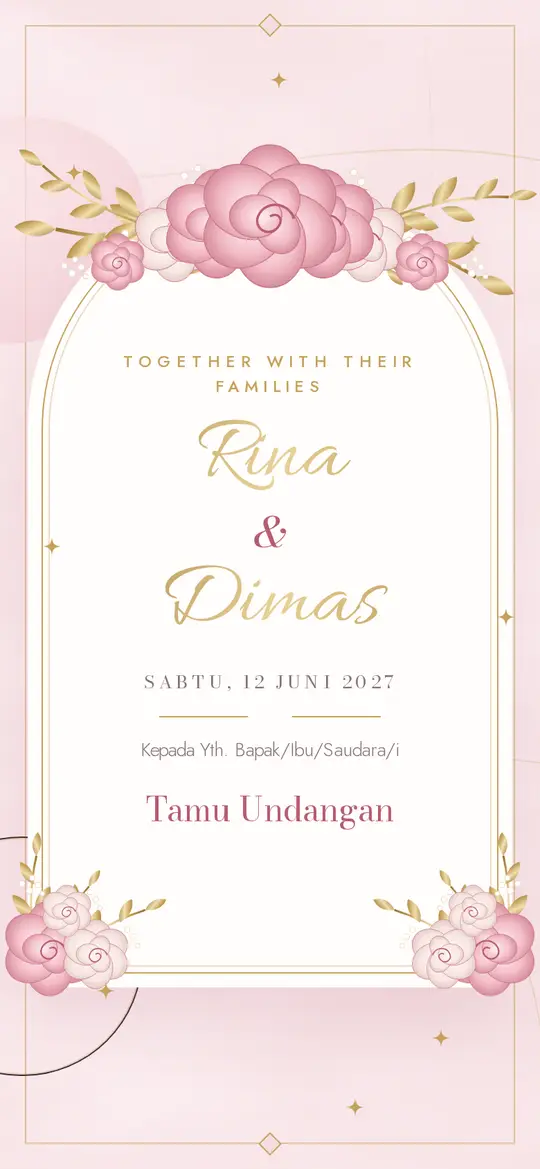 TOGETHER WITH THEIR
FAMILIES
Rina
&
Dimas
SABTU, 12 JUNI 2027
Kepada Yth. Bapak/Ibu/Saudara/i
Tamu Undangan